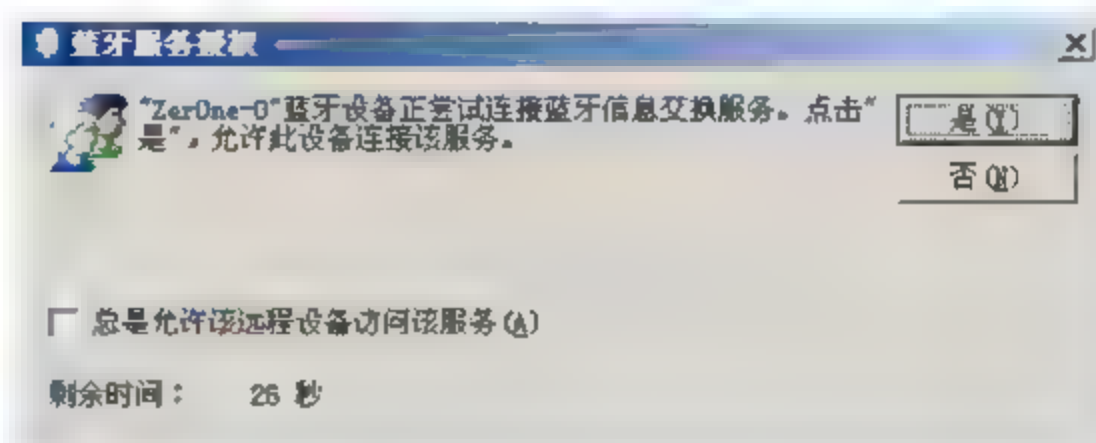 蓝牙服务授权
"ZerOne-0"蓝牙设备正尝试连接蓝牙信息交换服务。点击"
是",允许此设备连接该服务。
是(Y)
否(N)
总是允许该远程设备访问该服务(A)
剩余时间: 26 秒